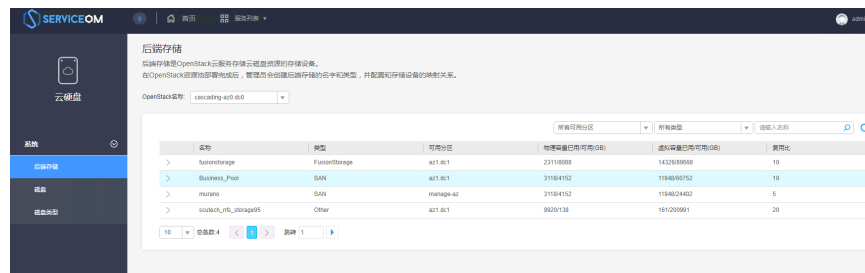 SERVICEOM 首页 服务列表 admi
云硬盘
系统
后端存储
磁盘
磁盘类型
后端存储
后端存储是OpenStack云服务存储云磁盘资源的存储设备。
在OpenStack资源池部署完成后，管理员会创建后端存储的名字和类型，并配置和存储设备的映射关系。
OpenStack名称: cascading-az0.dc0
所有可用分区 所有类型 请输入名称
名称 类型 可用分区 物理容量已用/可用(GB) 虚拟容量已用/可用(GB) 复用比
fusionstorage FusionStorage az1.dc1 2311/8088 14326/89668 10
Business_Pool SAN az1.dc1 3118/4152 11948/60752 10
murano SAN manage-az 3118/4152 11948/24402 5
scutech_nfs_storage95 Other az1.dc1 9920/138 161/200991 20
10 总条数:4 < 1 > 跳转 1